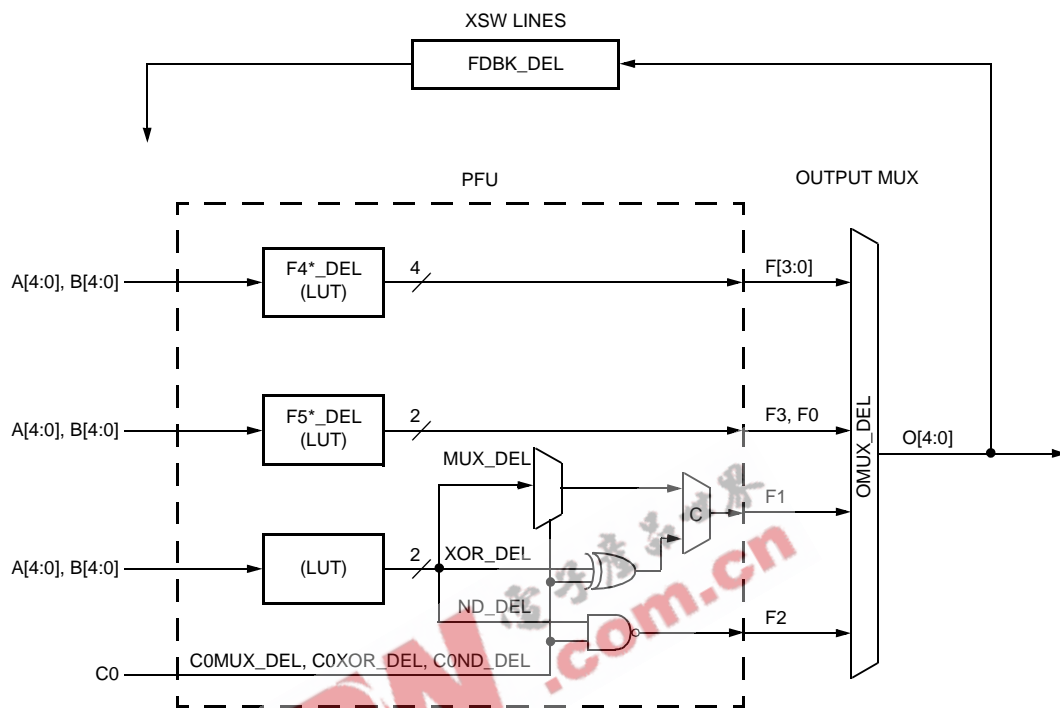 XSW LINES
FDBK_DEL
PFU
OUTPUT MUX
A[4:0], B[4:0]
F4*_DEL
(LUT)
4
F[3:0]
A[4:0], B[4:0]
F5*_DEL
(LUT)
2
F3, F0
OMUX_DEL
O[4:0]
MUX_DEL
C
F1
A[4:0], B[4:0]
(LUT)
2
XOR_DEL
ND_DEL
F2
C0
C0MUX_DEL, C0XOR_DEL, C0ND_DEL
.com.cn